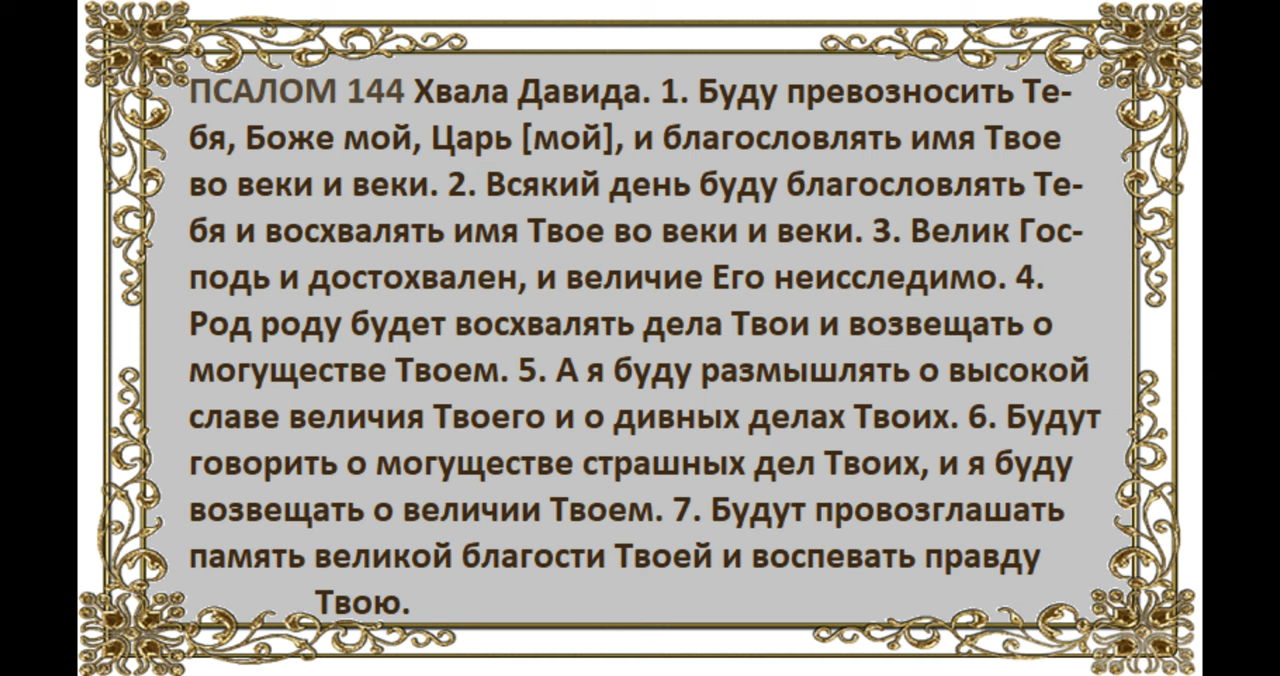 ПСАЛОМ 144 Хвала Давида. 1. Буду превозносить Те-
бя, Боже мой, Царь [мой], и благословлять имя Твое
во веки и веки. 2. Всякий день буду благословлять Те-
бя и восхвалять имя Твое во веки и веки. 3. Велик Гос-
подь и достохвален, и величие Его неисследимо. 4.
Род роду будет восхвалять дела Твои и возвещать о
могуществе Твоем. 5. А я буду размышлять о высокой
славе величия Твоего и о дивных делах Твоих. 6. Будут
говорить о могуществе страшных дел Твоих, и я буду
возвещать о величии Твоем. 7. Будут провозглашать
память великой благости Твоей и воспевать правду
Твою.